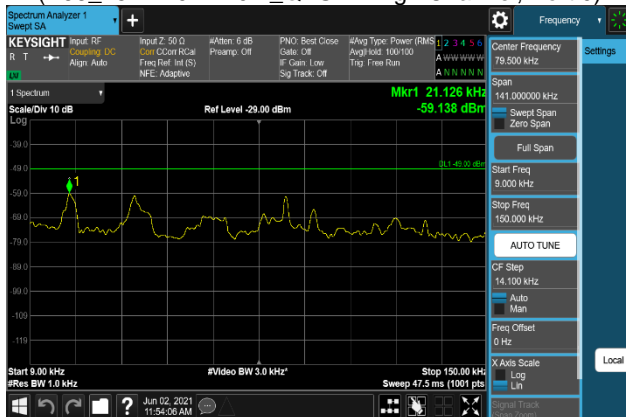 Spectrum Analyzer 1
Swept SA
Frequency
KEYSIGHT
R T
LXI
Input: RF
Coupling: DC
Align: Auto
Input Z: 50 Ω
Corr CCorr RCal
Freq Ref: Int (S)
NFE: Adaptive
#Atten: 6 dB
Preamp: Off
PNO: Best Close
Gate: Off
IF Gain: Low
Sig Track: Off
#Avg Type: Power (RMS
Avg|Hold: 100/100
Trig: Free Run
1 2 3 4 5 6
A W W W W W
A N N N N N
1 Spectrum
Scale/Div 10 dB
Log
Ref Level -29.00 dBm
Mkr1 21.126 kHz
-59.138 dBm
DL1 -49.00 dBm
1
-39.0
-49.0
-59.0
-69.0
-79.0
-89.0
-99.0
-109
-119
Start 9.00 kHz
#Res BW 1.0 kHz
#Video BW 3.0 kHz*
Stop 150.00 kHz
Sweep 47.5 ms (1001 pts
Jun 02, 2021
11:54:06 AM
Center Frequency
79.500 kHz
Span
141.000000 kHz
Swept Span
Zero Span
Full Span
Start Freq
9.000 kHz
Stop Freq
150.000 kHz
AUTO TUNE
CF Step
14.100 kHz
Auto
Man
Freq Offset
0 Hz
X Axis Scale
Log
Lin
Signal Track
(Span Zoom)
Settings
Local